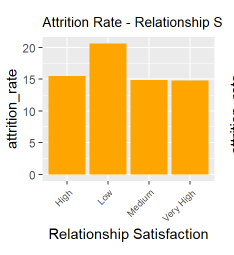 Attrition Rate - Relationship S
attrition_rate
20
15
10
5
0
High
Low
Medium
Very High
Relationship Satisfaction